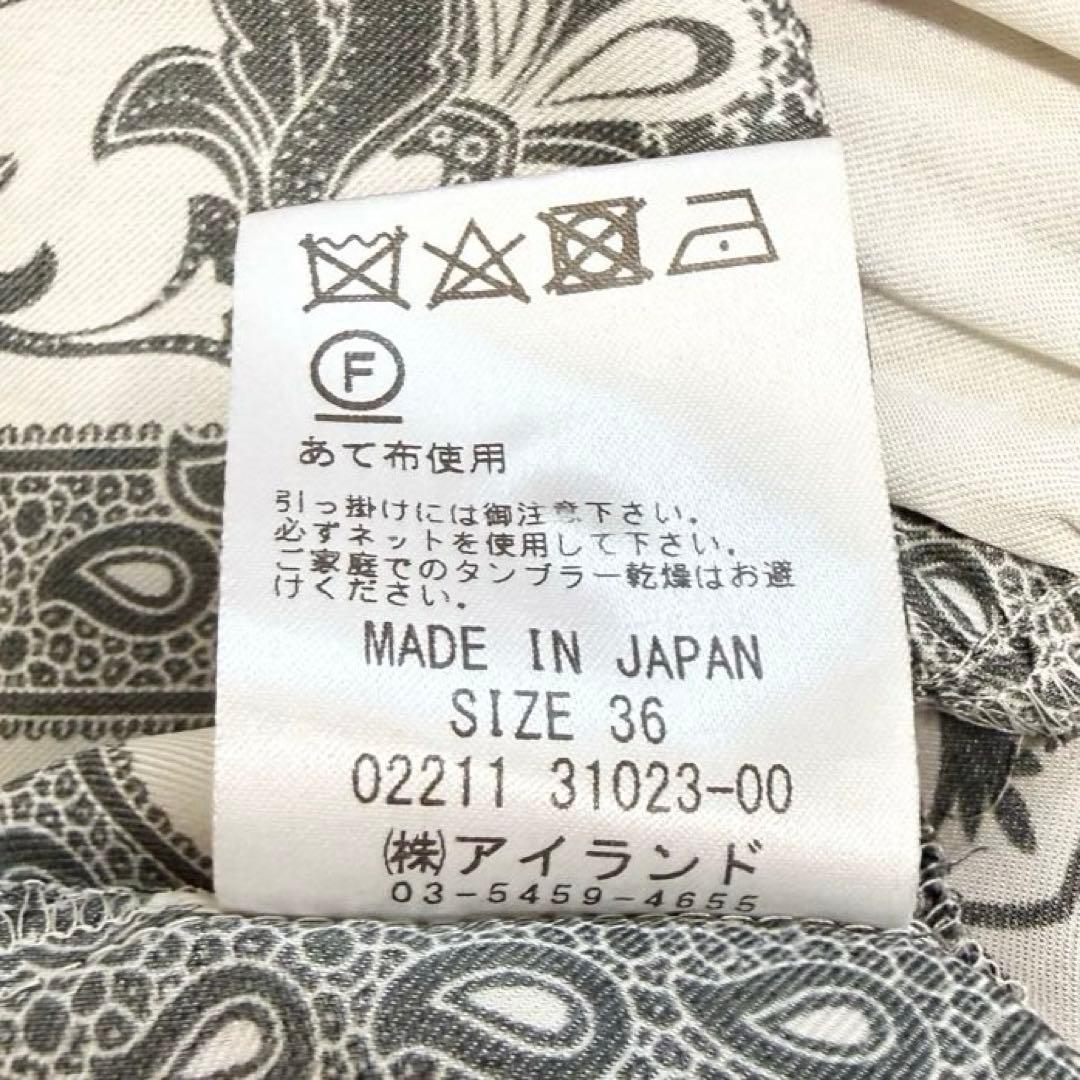 F
あて布使用
引っ掛けには御注意下さい。
必ずネットを使用して下さい。
ご家庭でのタンブラー乾燥はお避
けください。
MADE IN JAPAN
SIZE 36
02211 31023-00
㈱アイランド
03-5459-4655